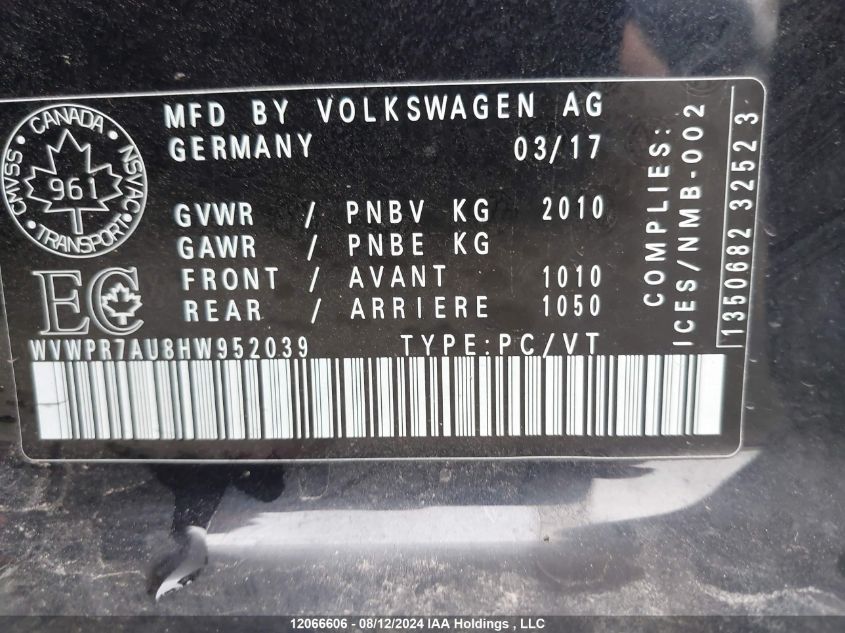 MFD BY VOLKSWAGEN AG
GERMANY 03/17
CANADA
CMVSS NSVAC
961
TRANSPORT
GVWR / PNBV KG 2010
GAWR / PNBE KG
FRONT / AVANT 1010
REAR / ARRIERE 1050
EC
WVWPR7AU8HW952039 TYPE:PC/VT
COMPLIES:
ICES/NMB-002
1350682 32523
12066606 - 08/12/2024 IAA Holdings , LLC